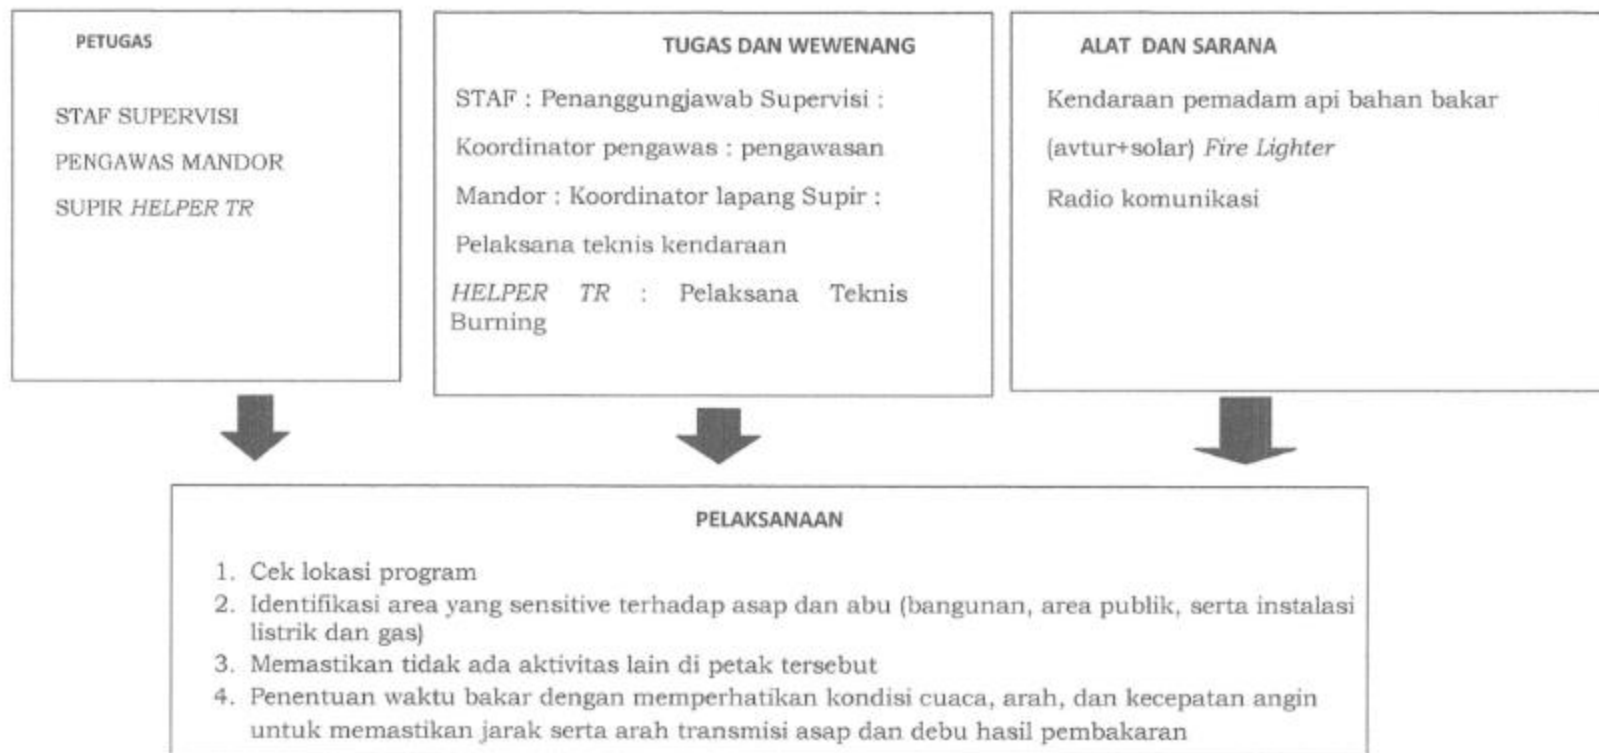 PETUGAS
STAF SUPERVISI
PENGAWAS MANDOR
SUPIR HELPER TR
TUGAS DAN WEWENANG
STAF : Penanggungjawab Supervisi :
Koordinator pengawas : pengawasan
Mandor : Koordinator lapang Supir :
Pelaksana teknis kendaraan
HELPER TR : Pelaksana Teknis
Burning
ALAT DAN SARANA
Kendaraan pemadam api bahan bakar
(avtur+solar) Fire Lighter
Radio komunikasi
PELAKSANAAN
1. Cek lokasi program
2. Identifikasi area yang sensitive terhadap asap dan abu (bangunan, area publik, serta instalasi
listrik dan gas)
3. Memastikan tidak ada aktivitas lain di petak tersebut
4. Penentuan waktu bakar dengan memperhatikan kondisi cuaca, arah, dan kecepatan angin
untuk memastikan jarak serta arah transmisi asap dan debu hasil pembakaran